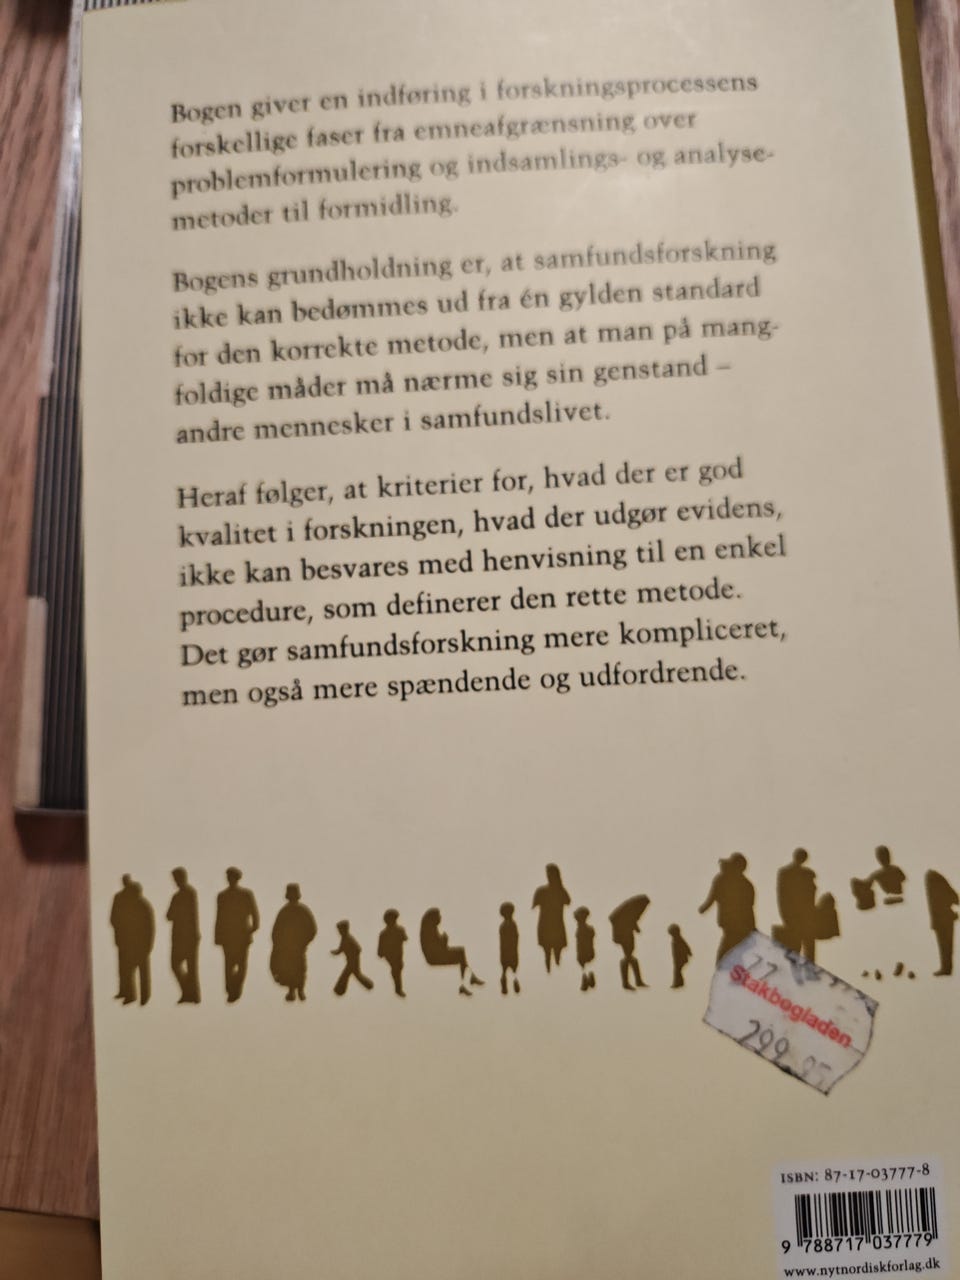 Bogen giver en indføring i forskningsprocessens
forskellige faser fra emneafgrænsning over
problemformulering og indsamlings- og analyse-
metoder til formidling.
Bogens grundholdning er, at samfundsforskning
ikke kan bedømmes ud fra én gylden standard
for den korrekte metode, men at man på mang-
foldige måder må nærme sig sin genstand –
andre mennesker i samfundslivet.
Heraf følger, at kriterier for, hvad der er god
kvalitet i forskningen, hvad der udgør evidens,
ikke kan besvares med henvisning til en enkel
procedure, som definerer den rette metode.
Det gør samfundsforskning mere kompliceret,
men også mere spændende og udfordrende.
77
Stakbogladen
299.95
ISBN: 87-17-03777-8
9 788717 037779
www.nytnordiskforlag.dk